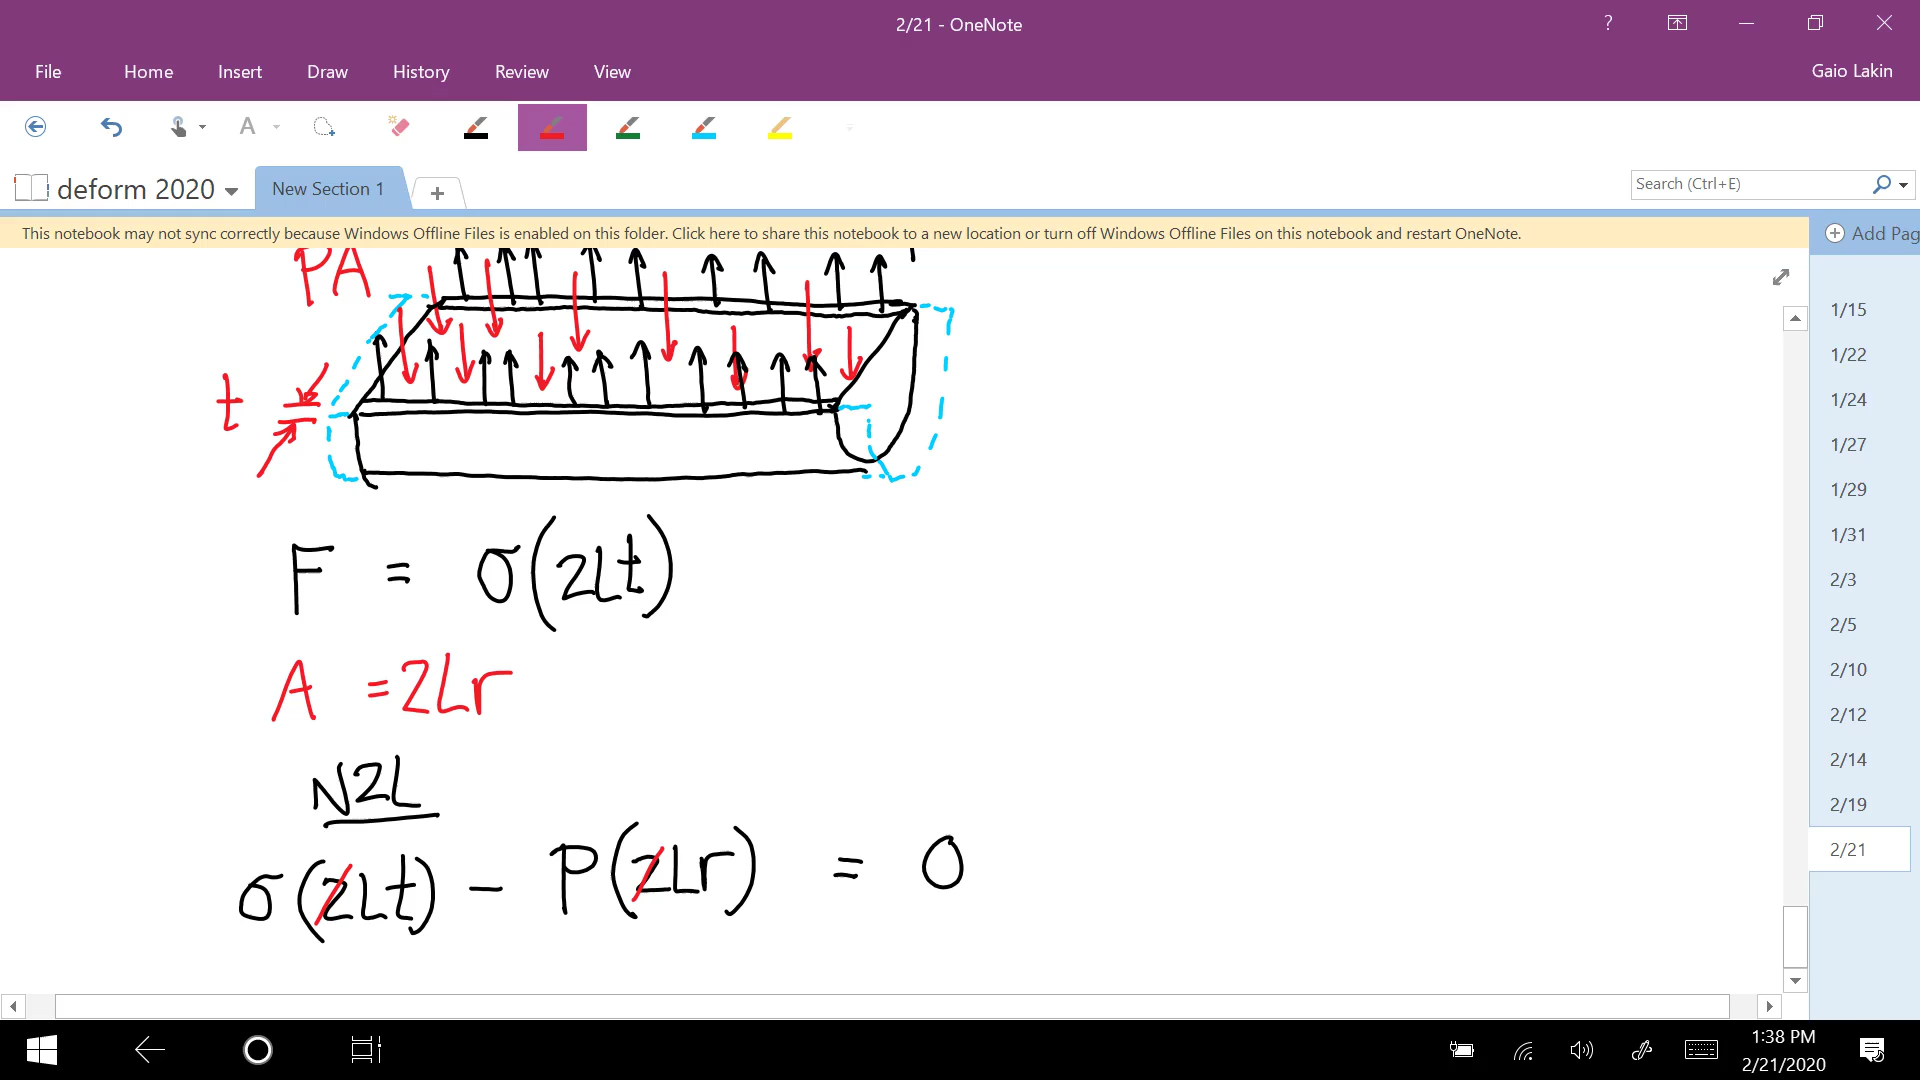 2/21 - OneNote
?
File Home Insert Draw History Review View
Gaio Lakin
A
deform 2020
New Section 1
+
Search (Ctrl+E)
This notebook may not sync correctly because Windows Offline Files is enabled on this folder. Click here to share this notebook to a new location or turn off Windows Offline Files on this notebook and restart OneNote.
Add Pag
1/15
1/22
1/24
1/27
1/29
1/31
2/3
2/5
2/10
2/12
2/14
2/19
2/21
PA
t
F = σ(2Lt)
A = 2Lr
N2L
σ(2Lt) - P(2Lr) = 0
1:38 PM
2/21/2020